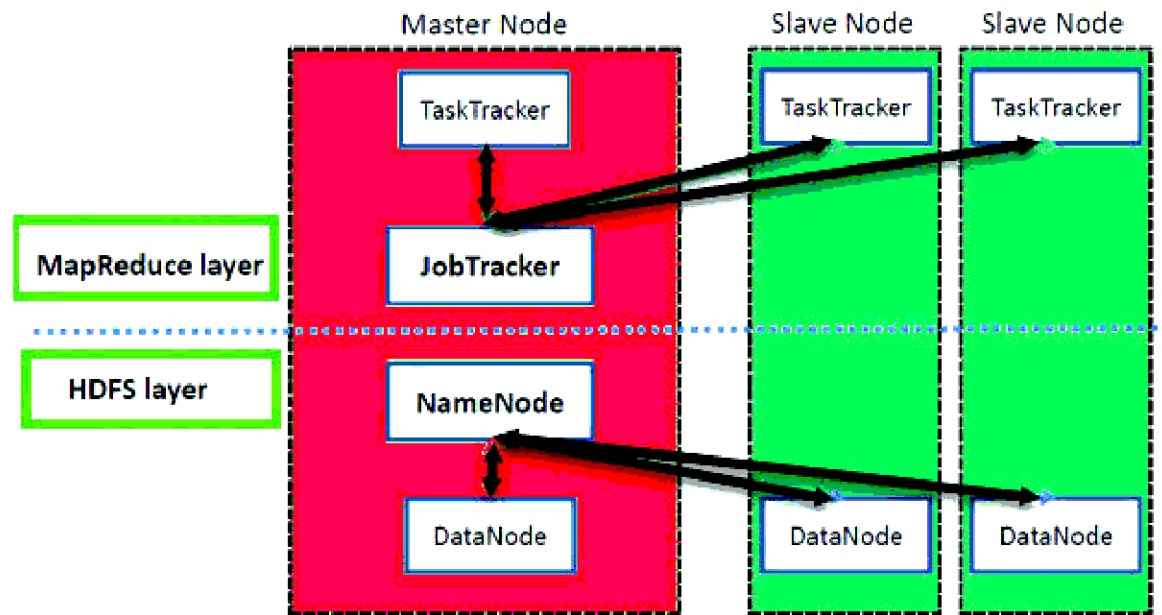 Master Node
Slave Node
Slave Node
TaskTracker
TaskTracker
TaskTracker
MapReduce layer
JobTracker
HDFS layer
NameNode
DataNode
DataNode
DataNode